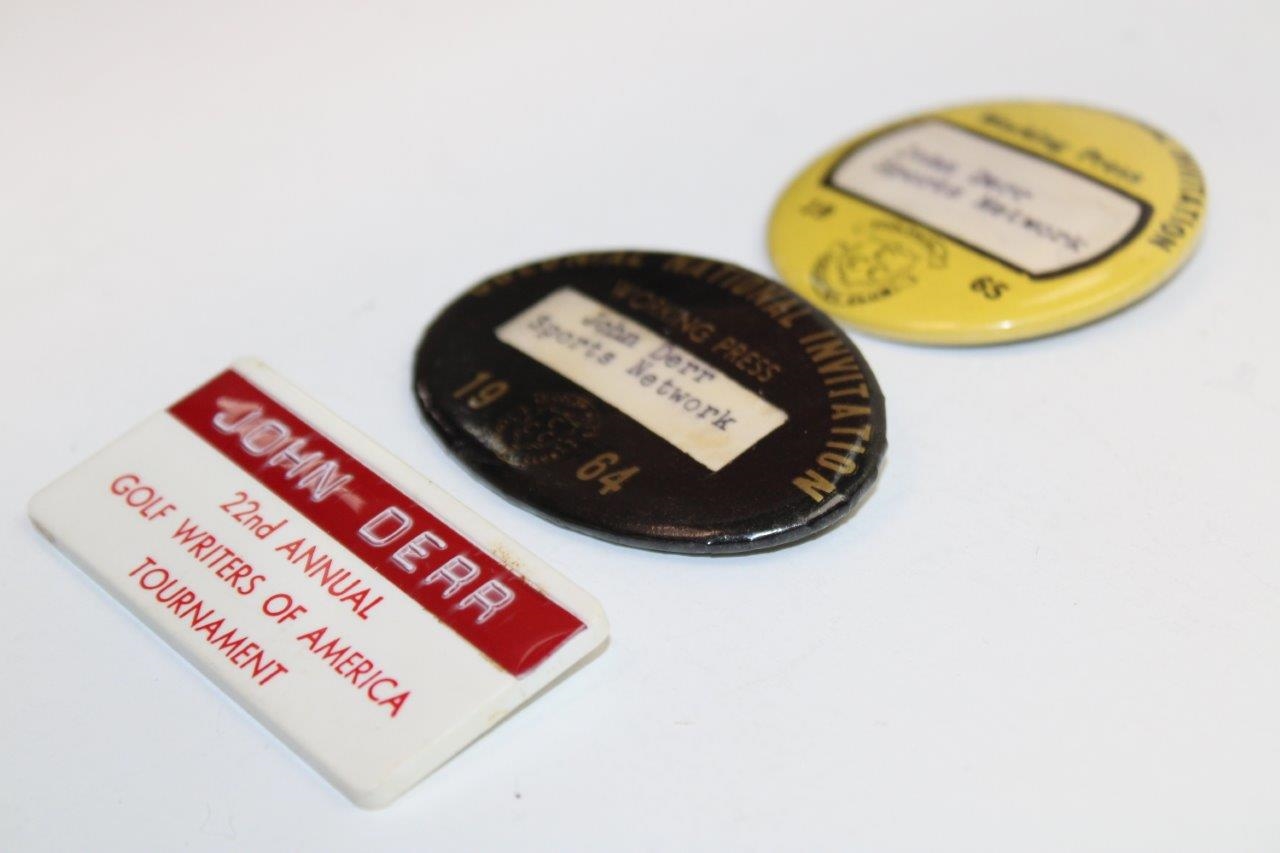 JOHN DERR
22nd ANNUAL
GOLF WRITERS OF AMERICA
TOURNAMENT
COLONIAL NATIONAL INVITATION
WORKING PRESS
John Derr
Sports Network
19 64
INVITATION
Working Press
John Derr
Sports Network
19 65